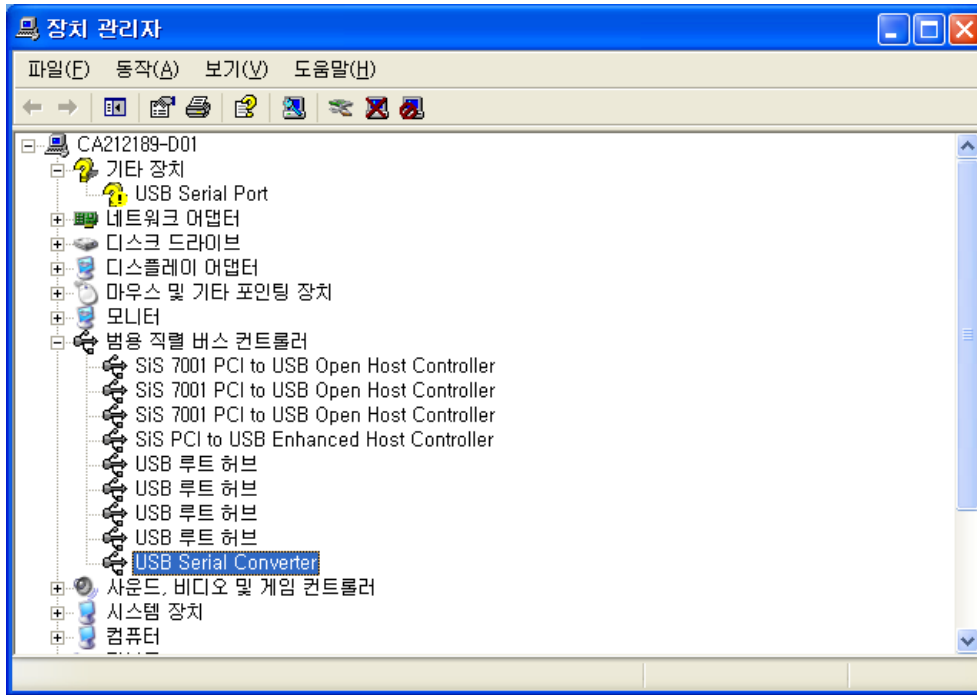 장치 관리자
파일(F) 동작(A) 보기(V) 도움말(H)
CA212189-D01
기타 장치
USB Serial Port
네트워크 어댑터
디스크 드라이브
디스플레이 어댑터
마우스 및 기타 포인팅 장치
모니터
범용 직렬 버스 컨트롤러
SiS 7001 PCI to USB Open Host Controller
SiS 7001 PCI to USB Open Host Controller
SiS 7001 PCI to USB Open Host Controller
SiS PCI to USB Enhanced Host Controller
USB 루트 허브
USB 루트 허브
USB 루트 허브
USB 루트 허브
USB Serial Converter
사운드, 비디오 및 게임 컨트롤러
시스템 장치
컴퓨터